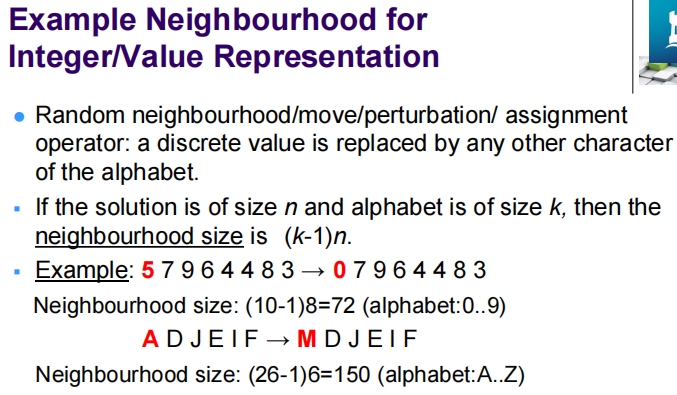 Example Neighbourhood for
Integer/Value Representation
• Random neighbourhood/move/perturbation/ assignment
operator: a discrete value is replaced by any other character
of the alphabet.
▪ If the solution is of size n and alphabet is of size k, then the
neighbourhood size is (k-1)n.
▪ Example: 5 7 9 6 4 4 8 3 → 0 7 9 6 4 4 8 3
Neighbourhood size: (10-1)8=72 (alphabet:0..9)
A D J E I F → M D J E I F
Neighbourhood size: (26-1)6=150 (alphabet:A..Z)